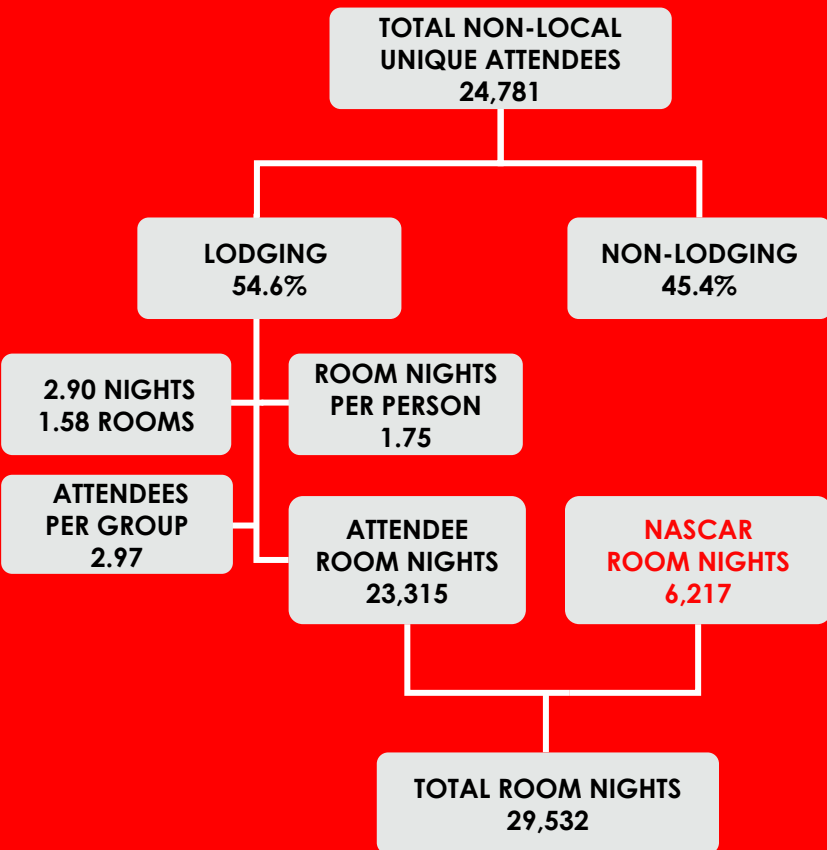 TOTAL NON-LOCAL
UNIQUE ATTENDEES
24,781
LODGING
54.6%
NON-LODGING
45.4%
2.90 NIGHTS
1.58 ROOMS
ROOM NIGHTS
PER PERSON
1.75
ATTENDEES
PER GROUP
2.97
ATTENDEE
ROOM NIGHTS
23,315
NASCAR
ROOM NIGHTS
6,217
TOTAL ROOM NIGHTS
29,532